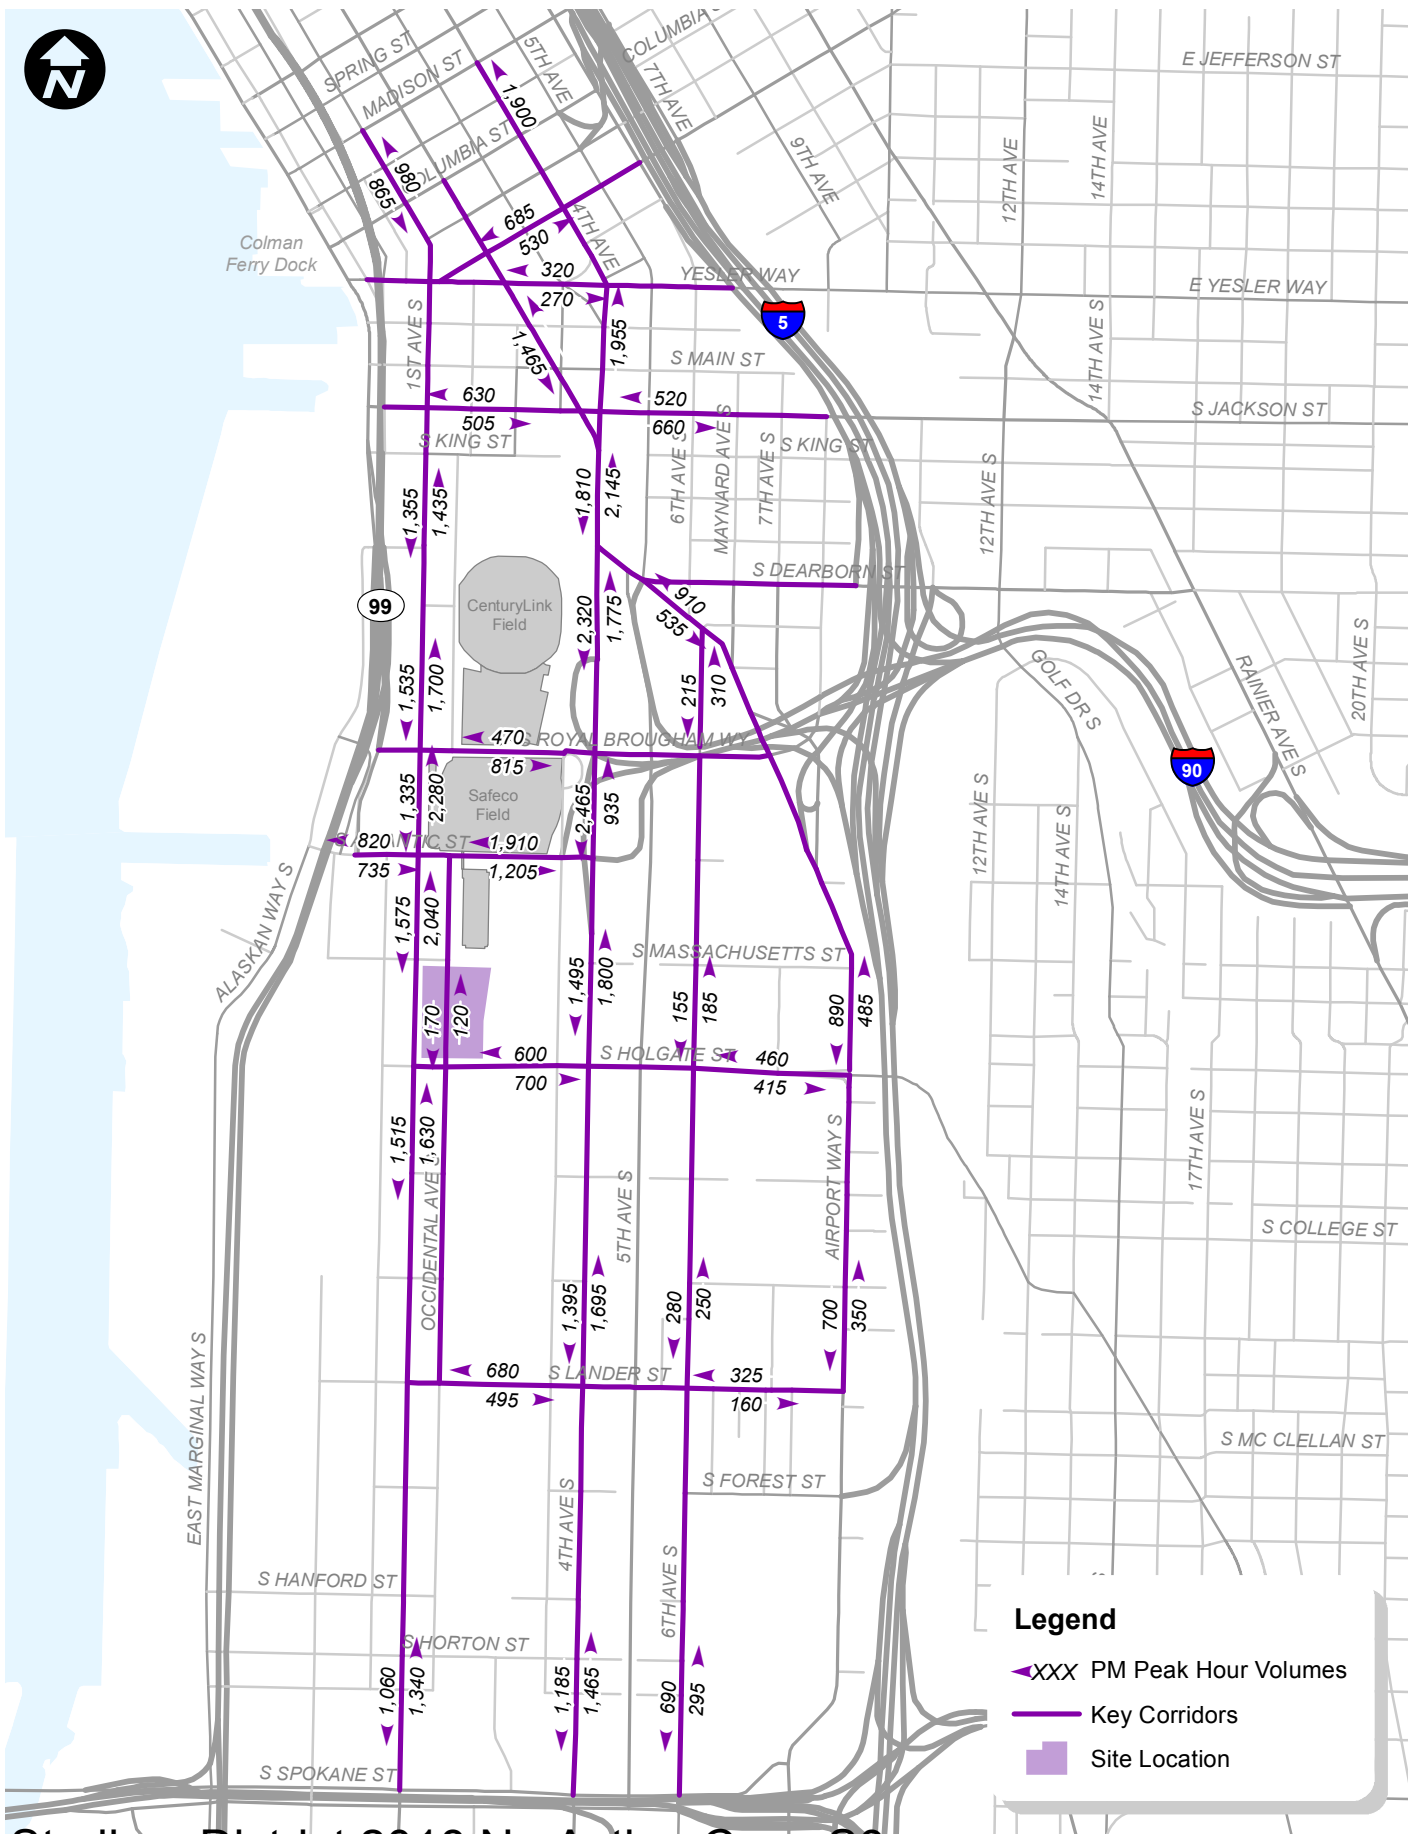 N
SPRING ST
MADISON ST
5TH AVE
COLUMBIA
7TH AVE
E JEFFERSON ST
1,900
9TH AVE
12TH AVE
14TH AVE
980
865
OLUMBIA ST
685
530
4TH AVE
Colman
Ferry Dock
320
270
YESLER WAY
E YESLER WAY
5
1ST AVE S
1,465
1,955
S MAIN ST
14TH AVE S
630
505
520
660
S JACKSON ST
S KING ST
S KING ST
1,355
1,435
1,810
2,145
6TH AVE S
MAYNARD AVE S
7TH AVE S
12TH AVE S
S DEARBORN ST
99
CenturyLink
Field
2,320
1,775
910
535
1,535
1,700
215
310
GOLF DR S
RAINIER AVE S
20TH AVE S
470
815
S ROYAL BROUGHAM WY
90
1,335
2,280
Safeco
Field
2,465
935
12TH AVE S
14TH AVE S
820
735
1,910
1,205
ALASKAN WAY S
1,575
2,040
S MASSACHUSETTS ST
1,495
1,800
155
185
890
485
170
120
600
700
S HOLGATE ST
460
415
1,515
1,630
OCCIDENTAL AVE S
5TH AVE S
AIRPORT WAY S
17TH AVE S
S COLLEGE ST
1,395
1,695
280
250
700
350
EAST MARGINAL WAY S
680
495
S LANDER ST
325
160
S MC CLELLAN ST
S FOREST ST
4TH AVE S
6TH AVE S
S HANFORD ST
S HORTON ST
1,060
1,340
1,185
1,465
690
295
S SPOKANE ST
Legend
XXX PM Peak Hour Volumes
Key Corridors
Site Location